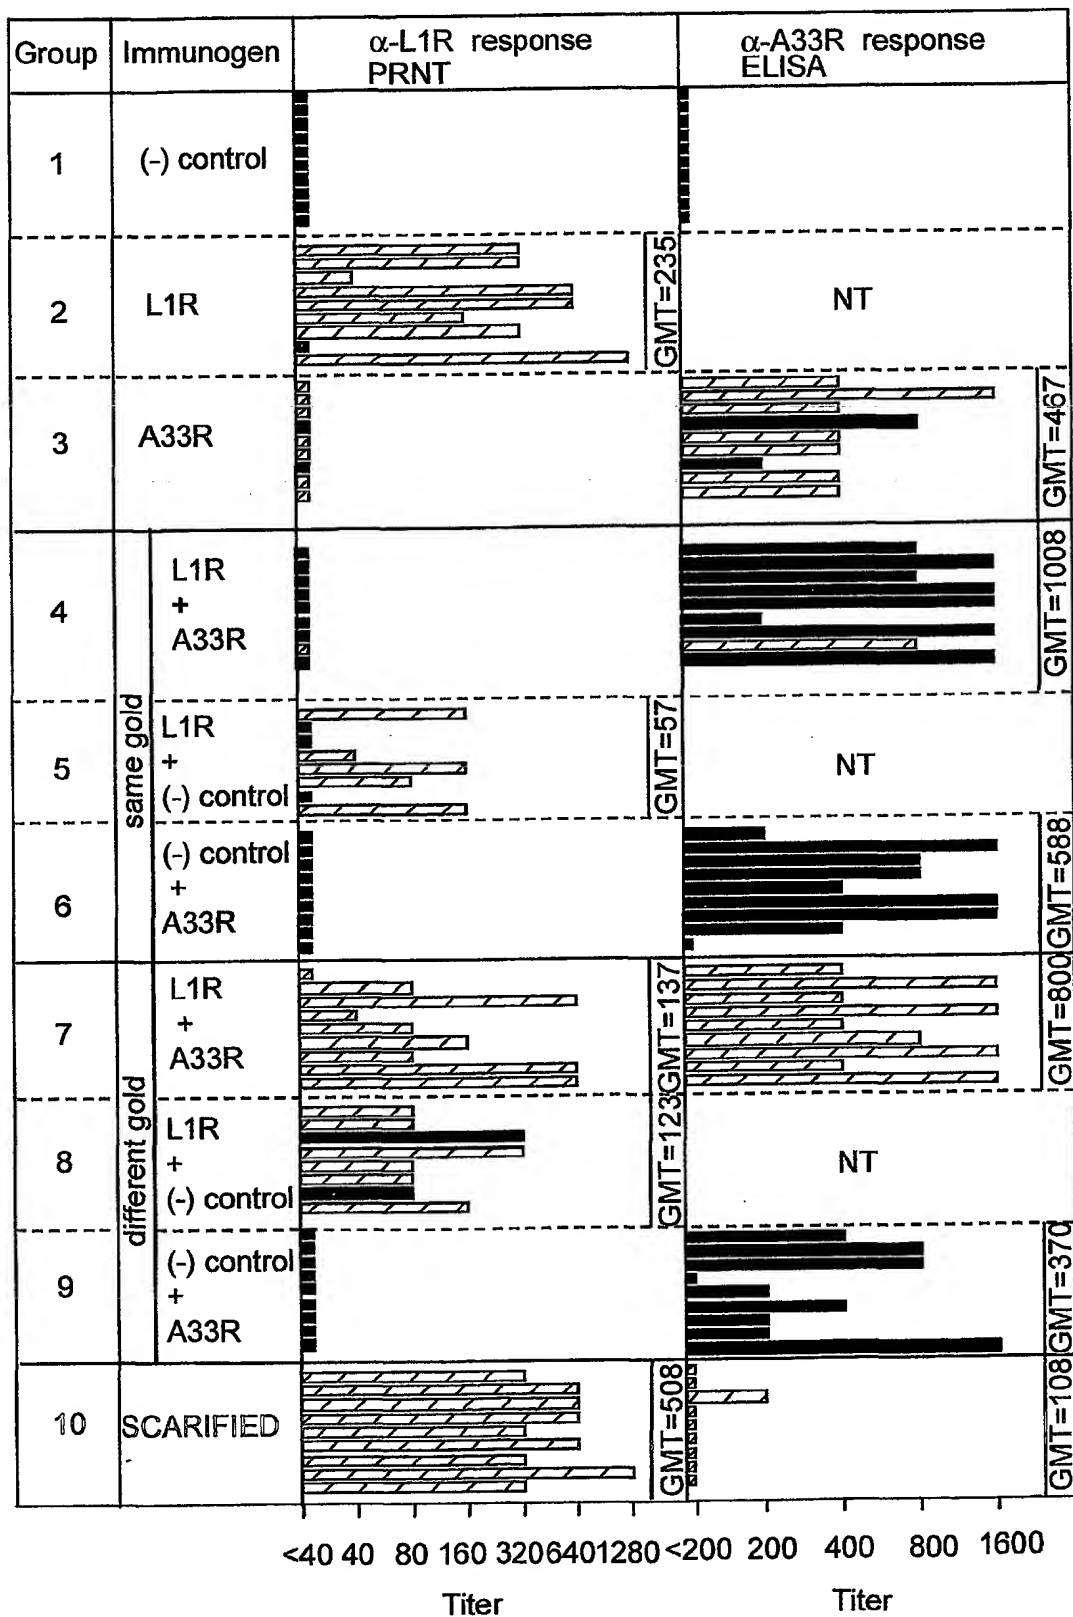 Group Immunogen α-L1R response α-A33R response
PRNT ELISA
1 (-) control
2 L1R GMT=235 NT
3 A33R GMT=467
same gold
4 L1R
+
A33R GMT=1008
5 L1R
+
(-) control GMT=57 NT
6 (-) control
+
A33R GMT=588
different gold
7 L1R
+
A33R GMT=137 GMT=800
8 L1R
+
(-) control GMT=123 NT
9 (-) control
+
A33R GMT=370
10 SCARIFIED GMT=508 GMT=108
<40 40 80 160 320 640 1280 <200 200 400 800 1600
Titer Titer